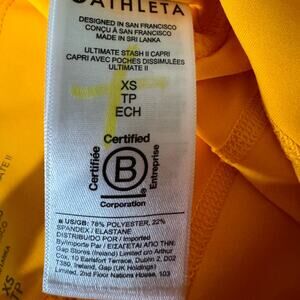 ATHLETA
DESIGNED IN SAN FRANCISCO
CONÇU À SAN FRANCISCO
MADE IN SRI LANKA
ULTIMATE STASH II CAPRI
CAPRI AVEC POCHES DISSIMULÉES
ULTIMATE II
XS
TP
ECH
Certified
Certifiée
B
Entreprise
Corporation
US/GB: 78% POLYESTER, 22%
SPANDEX / ELASTANE
DISTRIBUIDO POR / Imported
By/Importé Par / ΕΙΣΑΓΕΤΑΙ ΑΠΟ ΤΗΝ:
Gap Stores (Ireland) Limited c/o Arthur
Cox, 10 Earlsfort Terrace, Dublin 2, D02
T380, Ireland, Gap (UK Holdings)
Limited, 2nd Floor Nations House, 103
XS
TP